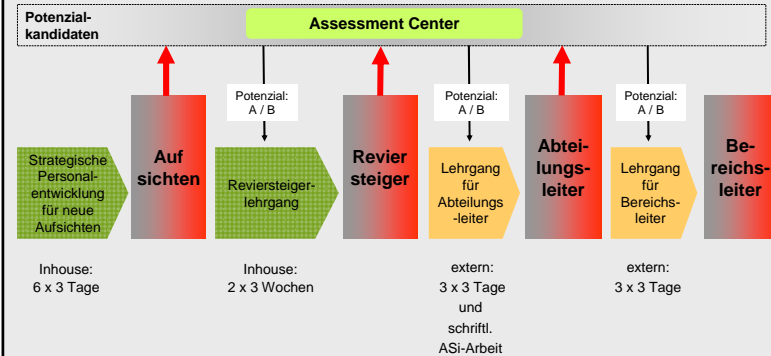 Potenzial-
kandidaten
Assessment Center
Potenzial:
A / B
Potenzial:
A / B
Potenzial:
A / B
Strategische
Personal-
entwicklung
für neue
Aufsichten
Auf
sichten
Reviersteiger-
lehrgang
Revier
steiger
Lehrgang
für
Abteilungs
-leiter
Abtei-
lungs-
leiter
Lehrgang
für
Bereichs-
leiter
Be-
reichs-
leiter
Inhouse:
6 x 3 Tage
Inhouse:
2 x 3 Wochen
extern:
3 x 3 Tage
und
schriftl.
ASi-Arbeit
extern:
3 x 3 Tage